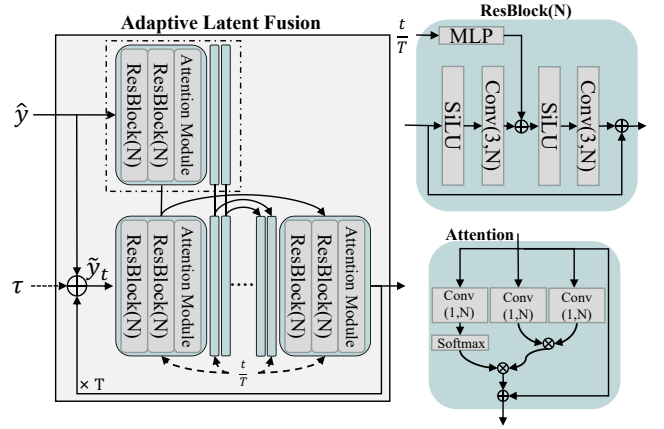 Adaptive Latent Fusion
ŷ
ResBlock(N)
ResBlock(N)
Attention Module
τ
ỹ_t
ResBlock(N)
ResBlock(N)
Attention Module
......
ResBlock(N)
ResBlock(N)
Attention Module
t/T
× T
ResBlock(N)
t/T
MLP
SiLU
Conv(3,N)
SiLU
Conv(3,N)
Attention
Conv
(1,N)
Conv
(1,N)
Conv
(1,N)
Softmax